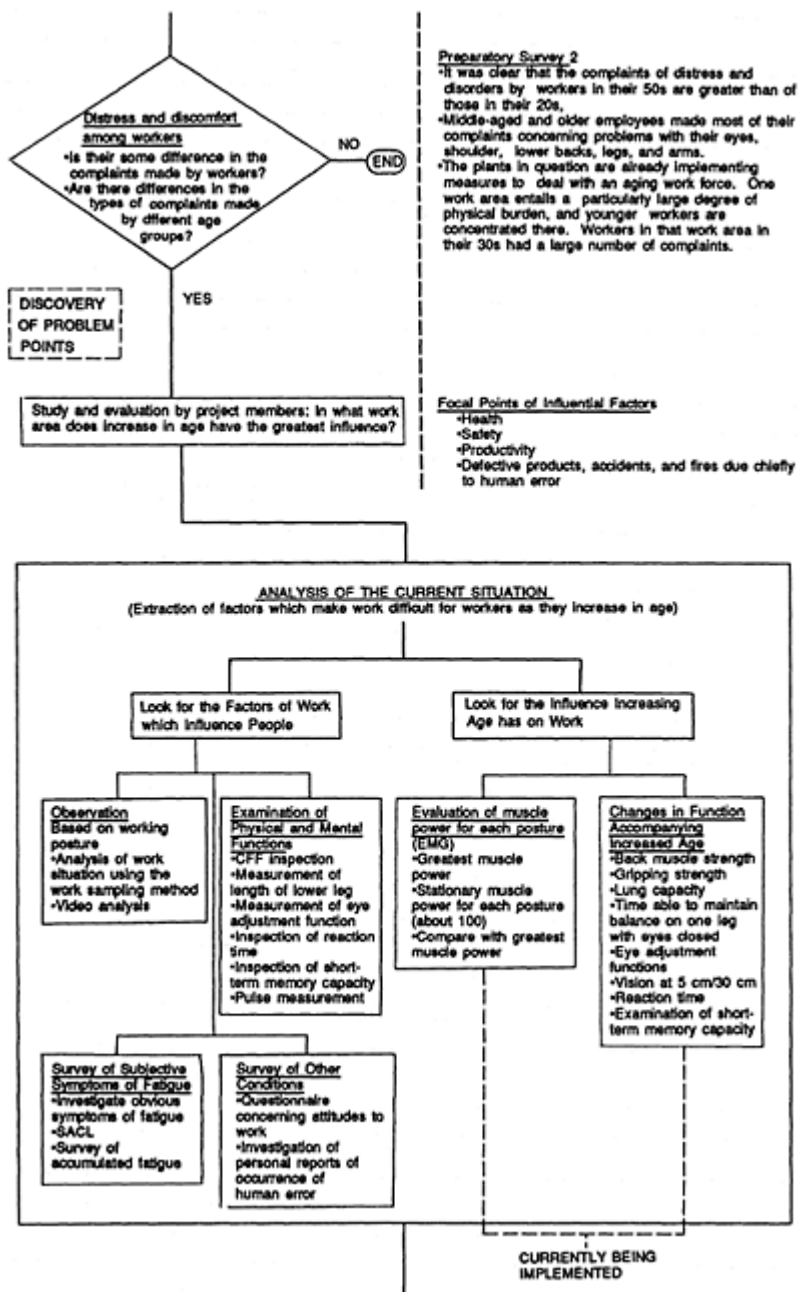 Distress and discomfort
among workers
•Is their some difference in the
complaints made by workers?
•Are there differences in the
types of complaints made
by dfferent age
groups?
NO
END
YES
DISCOVERY
OF PROBLEM
POINTS
Preparatory Survey 2
•It was clear that the complaints of distress and
disorders by workers in their 50s are greater than of
those in their 20s,
•Middle-aged and older employees made most of their
complaints concerning problems with their eyes,
shoulder, lower backs, legs, and arms.
•The plants in question are already implementing
measures to deal with an aging work force. One
work area entails a particularly large degree of
physical burden, and younger workers are
concentrated there. Workers in that work area in
their 30s had a large number of complaints.
Study and evaluation by project members: In what work
area does increase in age have the greatest influence?
Focal Points of Influential Factors
•Health
•Safety
•Productivity
•Defective products, accidents, and fires due chiefly
to human error
ANALYSIS OF THE CURRENT SITUATION
(Extraction of factors which make work difficult for workers as they increase in age)
Look for the Factors of Work
which Influence People
Look for the Influence Increasing
Age has on Work
Observation
Based on working
posture
•Analysis of work
situation using the
work sampling method
•Video analysis
Examination of
Physical and Mental
Functions
•CFF inspection
•Measurement of
length of lower leg
•Measurement of eye
adjustment function
•Inspection of reaction
time
•Inspection of short-
term memory capacity
•Pulse measurement
Evaluation of muscle
power for each posture
(EMG)
•Greatest muscle
power
•Stationary muscle
power for each posture
(about 100)
•Compare with greatest
muscle power
Changes in Function
Accompanying
Increased Age
•Back muscle strength
•Gripping strength
•Lung capacity
•Time able to maintain
balance on one leg
with eyes closed
•Eye adjustment
functions
•Vision at 5 cm/30 cm
•Reaction time
•Examination of short-
term memory capacity
Survey of Subjective
Symptoms of Fatigue
•Investigate obvious
symptoms of fatigue
•SACL
•Survey of
accumulated fatigue
Survey of Other
Conditions
•Questionnaire
concerning attitudes to
work
•Investigation of
personal reports of
occurrence of
human error
CURRENTLY BEING
IMPLEMENTED